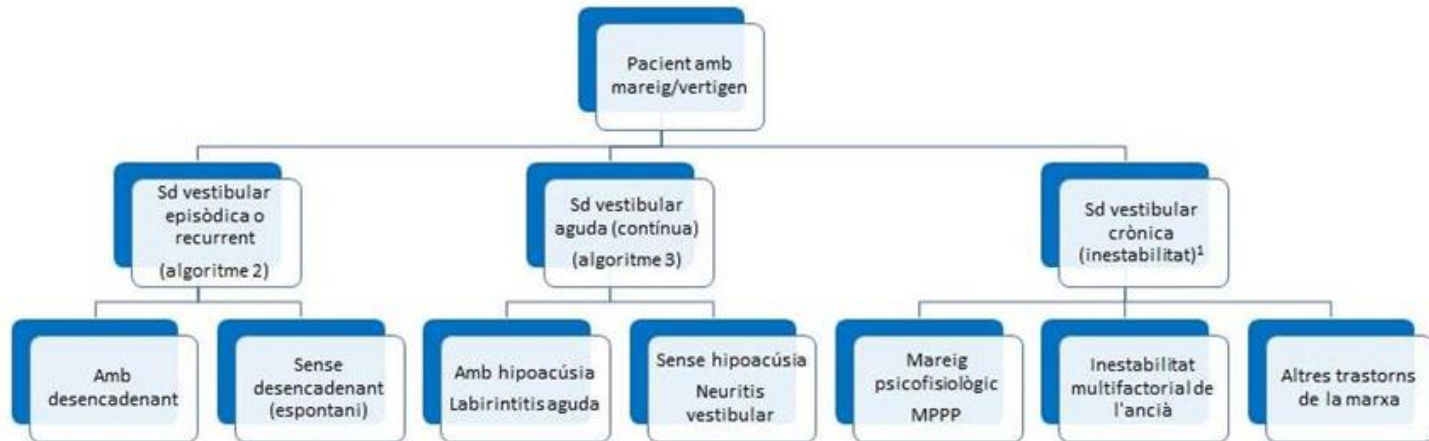 Pacient amb
mareig/vertigen
Sd vestibular
episòdica o
recurrent
(algoritme 2)
Sd vestibular
aguda (contínua)
(algoritme 3)
Sd vestibular
crònica
(inestabilitat)¹
Amb
desencadenant
Sense
desencadenant
(espontani)
Amb hipoacúsia
Labirintitis aguda
Sense hipoacúsia
Neuritis
vestibular
Mareig
psicofisiològic
MPPP
Inestabilitat
multifactorial de
l'ancià
Altres trastorns
de la marxa